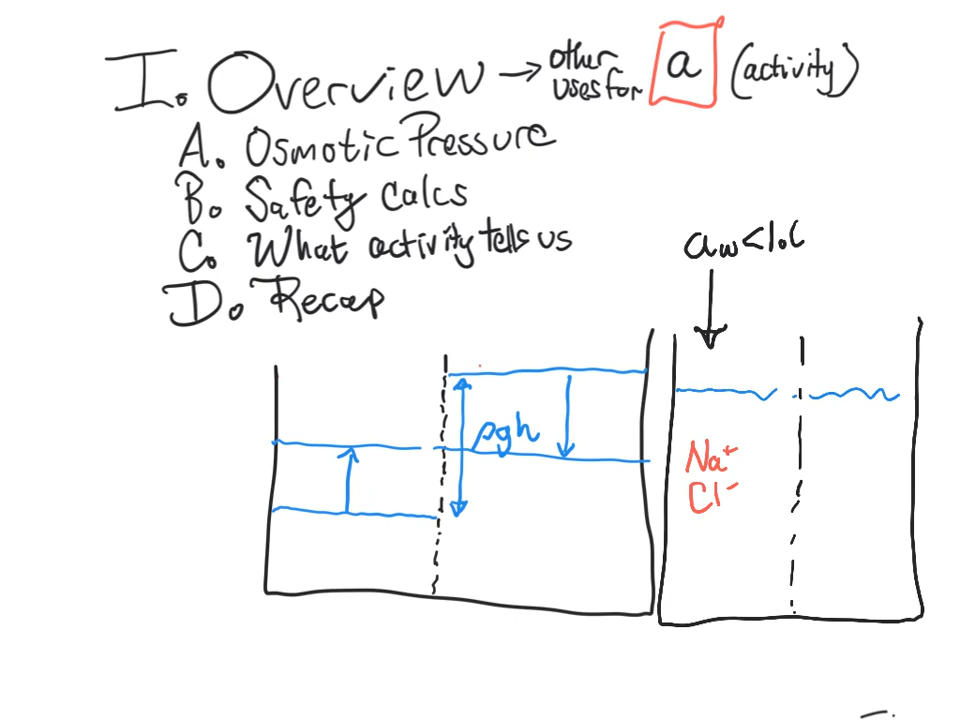 I. Overview → other uses for a (activity)
A. Osmotic Pressure
B. Safety Calcs
C. What activity tells us
D. Recap
aw<1.0
ρgh
Na+
Cl-